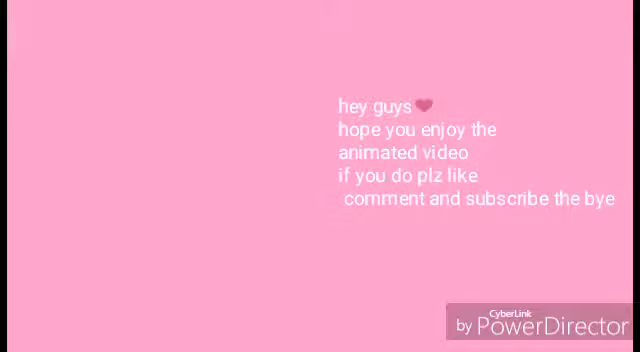 hey guys❤
hope you enjoy the
animated video
if you do plz like
comment and subscribe the bye
CyberLink
by PowerDirector